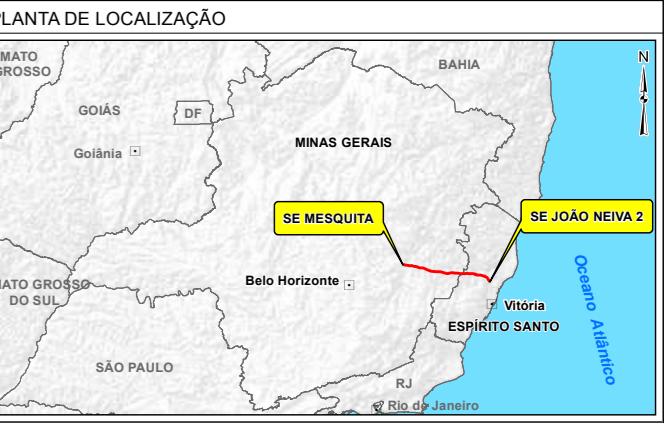 PLANTA DE LOCALIZAÇÃO
MATO
GROSSO
BAHIA
N
GOIÁS
DF
Goiânia
MINAS GERAIS
SE MESQUITA
SE JOÃO NEIVA 2
MATO GROSSO
DO SUL
Belo Horizonte
Oceano Atlântico
Vitória
ESPÍRITO SANTO
SÃO PAULO
RJ
Rio de Janeiro